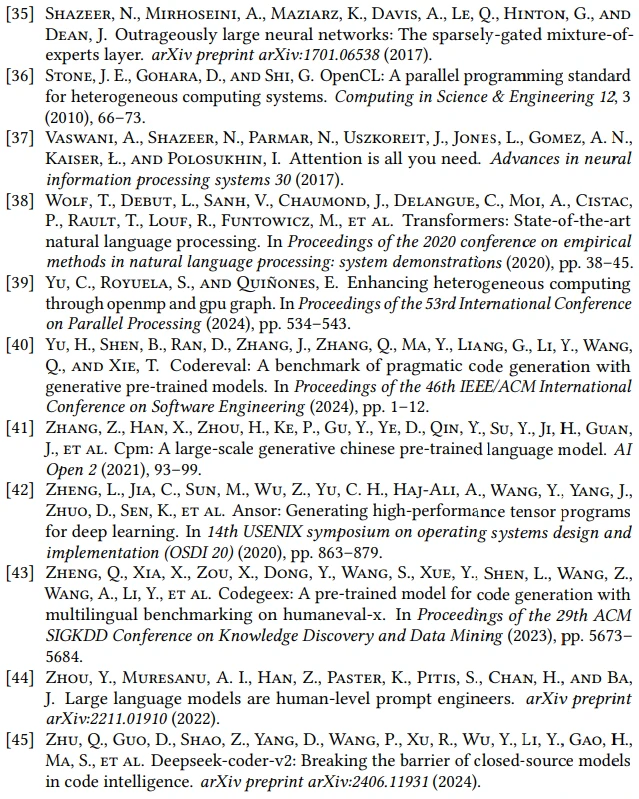 [35] Shazeer, N., Mirhoseini, A., Maziarz, K., Davis, A., Le, Q., Hinton, G., and
Dean, J. Outrageously large neural networks: The sparsely-gated mixture-of-
experts layer. arXiv preprint arXiv:1701.06538 (2017).
[36] Stone, J. E., Gohara, D., and Shi, G. OpenCL: A parallel programming standard
for heterogeneous computing systems. Computing in Science & Engineering 12, 3
(2010), 66–73.
[37] Vaswani, A., Shazeer, N., Parmar, N., Uszkoreit, J., Jones, L., Gomez, A. N.,
Kaiser, Ł., and Polosukhin, I. Attention is all you need. Advances in neural
information processing systems 30 (2017).
[38] Wolf, T., Debut, L., Sanh, V., Chaumond, J., Delangue, C., Moi, A., Cistac,
P., Rault, T., Louf, R., Funtowicz, M., et al. Transformers: State-of-the-art
natural language processing. In Proceedings of the 2020 conference on empirical
methods in natural language processing: system demonstrations (2020), pp. 38–45.
[39] Yu, C., Royuela, S., and Quiñones, E. Enhancing heterogeneous computing
through openmp and gpu graph. In Proceedings of the 53rd International Conference
on Parallel Processing (2024), pp. 534–543.
[40] Yu, H., Shen, B., Ran, D., Zhang, J., Zhang, Q., Ma, Y., Liang, G., Li, Y., Wang,
Q., and Xie, T. Codereval: A benchmark of pragmatic code generation with
generative pre-trained models. In Proceedings of the 46th IEEE/ACM International
Conference on Software Engineering (2024), pp. 1–12.
[41] Zhang, Z., Han, X., Zhou, H., Ke, P., Gu, Y., Ye, D., Qin, Y., Su, Y., Ji, H., Guan,
J., et al. Cpm: A large-scale generative chinese pre-trained language model. AI
Open 2 (2021), 93–99.
[42] Zheng, L., Jia, C., Sun, M., Wu, Z., Yu, C. H., Haj-Ali, A., Wang, Y., Yang, J.,
Zhuo, D., Sen, K., et al. Ansor: Generating high-performance tensor programs
for deep learning. In 14th USENIX symposium on operating systems design and
implementation (OSDI 20) (2020), pp. 863–879.
[43] Zheng, Q., Xia, X., Zou, X., Dong, Y., Wang, S., Xue, Y., Shen, L., Wang, Z.,
Wang, A., Li, Y., et al. Codegeex: A pre-trained model for code generation with
multilingual benchmarking on humaneval-x. In Proceedings of the 29th ACM
SIGKDD Conference on Knowledge Discovery and Data Mining (2023), pp. 5673–
5684.
[44] Zhou, Y., Muresanu, A. I., Han, Z., Paster, K., Pitis, S., Chan, H., and Ba,
J. Large language models are human-level prompt engineers. arXiv preprint
arXiv:2211.01910 (2022).
[45] Zhu, Q., Guo, D., Shao, Z., Yang, D., Wang, P., Xu, R., Wu, Y., Li, Y., Gao, H.,
Ma, S., et al. Deepseek-coder-v2: Breaking the barrier of closed-source models
in code intelligence. arXiv preprint arXiv:2406.11931 (2024).